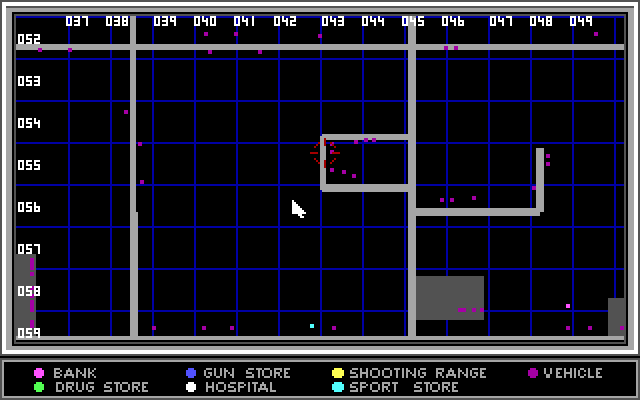 037 038 039 040 041 042 043 044 045 046 047 048 049
052
053
054
055
056
057
058
059
BANK GUN STORE SHOOTING RANGE VEHICLE
DRUG STORE HOSPITAL SPORT STORE